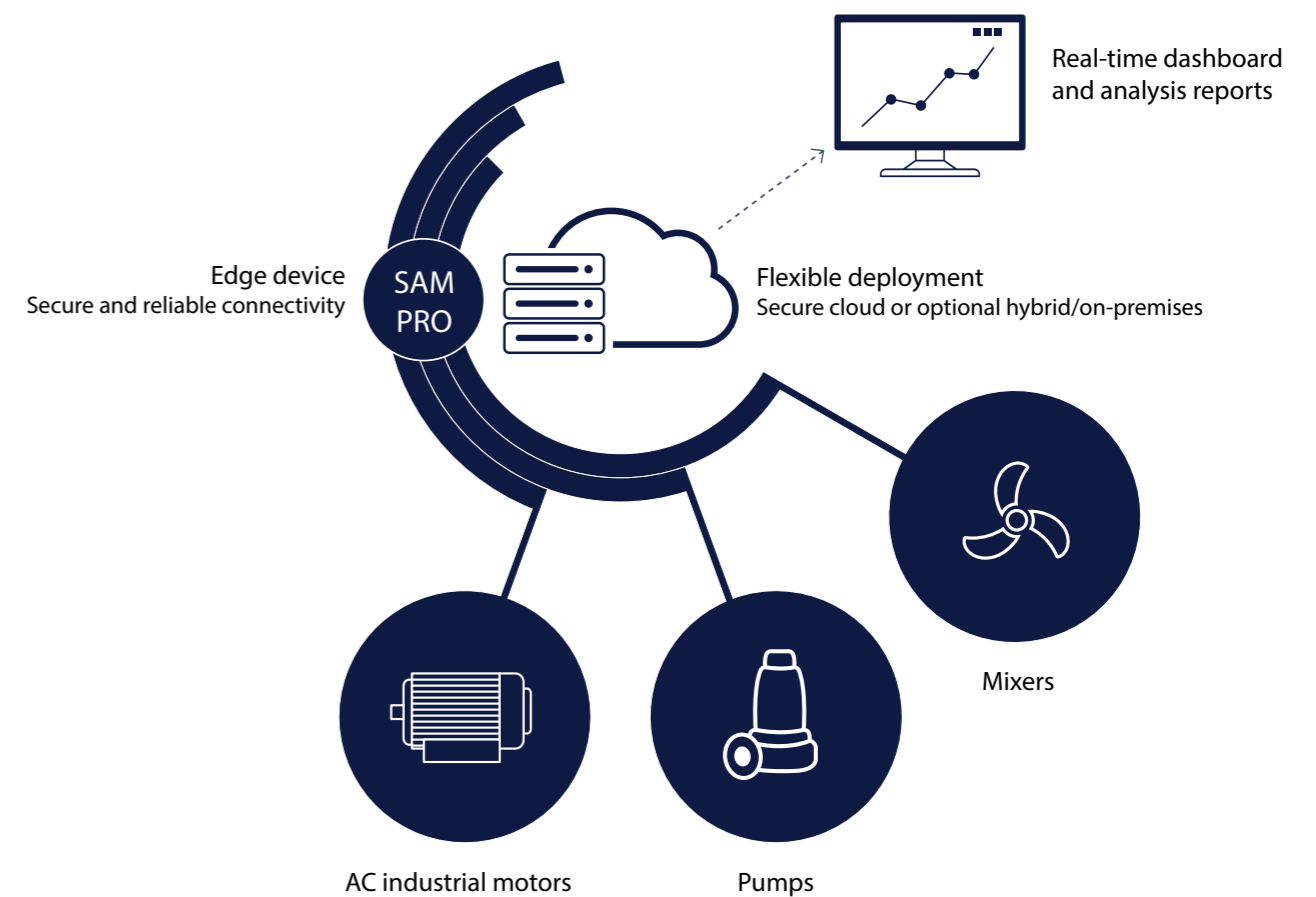 Real-time dashboard
and analysis reports
Edge device
Secure and reliable connectivity
SAM
PRO
Flexible deployment
Secure cloud or optional hybrid/on-premises
Mixers
AC industrial motors
Pumps